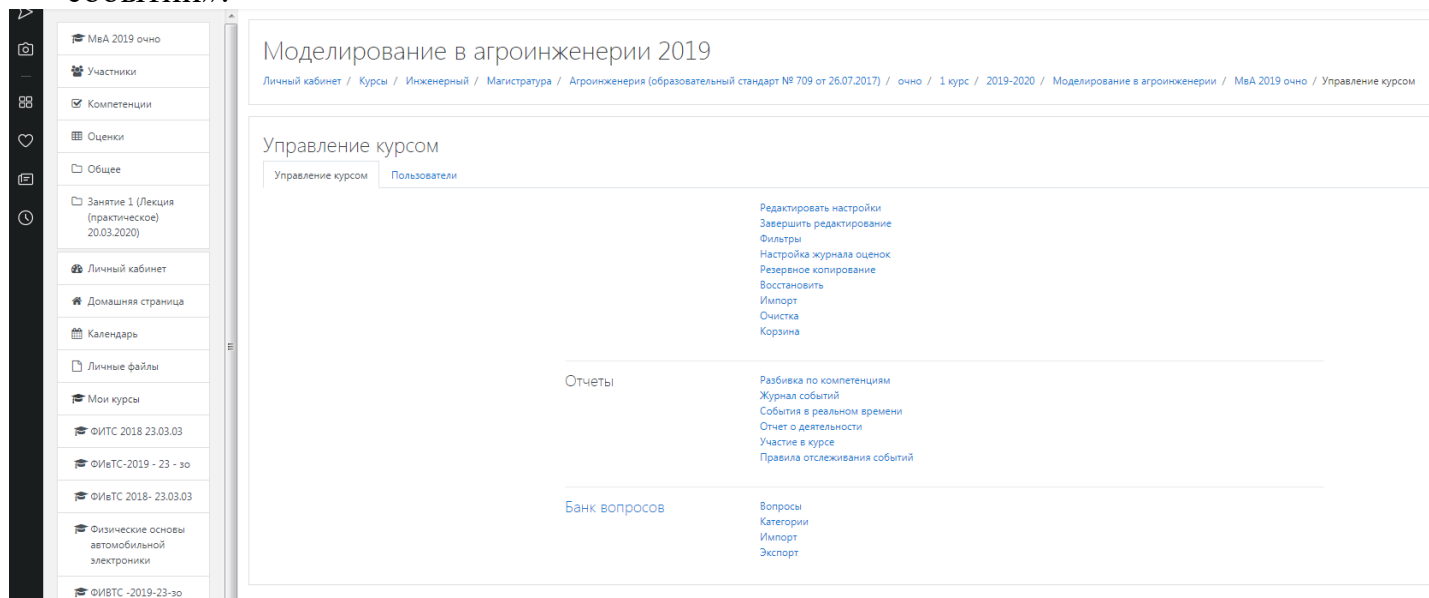 МвА 2019 очно
Участники
Компетенции
Оценки
Общее
Занятие 1 (Лекция
(практическое)
20.03.2020)
Личный кабинет
Домашняя страница
Календарь
Личные файлы
Мои курсы
ФИТС 2018 23.03.03
ФИвТС-2019 - 23 - зо
ФИвТС 2018- 23.03.03
Физические основы
автомобильной
электроники
ФИВТС -2019-23-зо
Моделирование в агроинженерии 2019
Личный кабинет / Курсы / Инженерный / Магистратура / Агроинженерия (образовательный стандарт № 709 от 26.07.2017) / очно / 1 курс / 2019-2020 / Моделирование в агроинженерии / МвА 2019 очно / Управление курсом
Управление курсом
Управление курсом Пользователи
Редактировать настройки
Завершить редактирование
Фильтры
Настройка журнала оценок
Резервное копирование
Восстановить
Импорт
Очистка
Корзина
Отчеты
Разбивка по компетенциям
Журнал событий
События в реальном времени
Отчет о деятельности
Участие в курсе
Правила отслеживания событий
Банк вопросов
Вопросы
Категории
Импорт
Экспорт